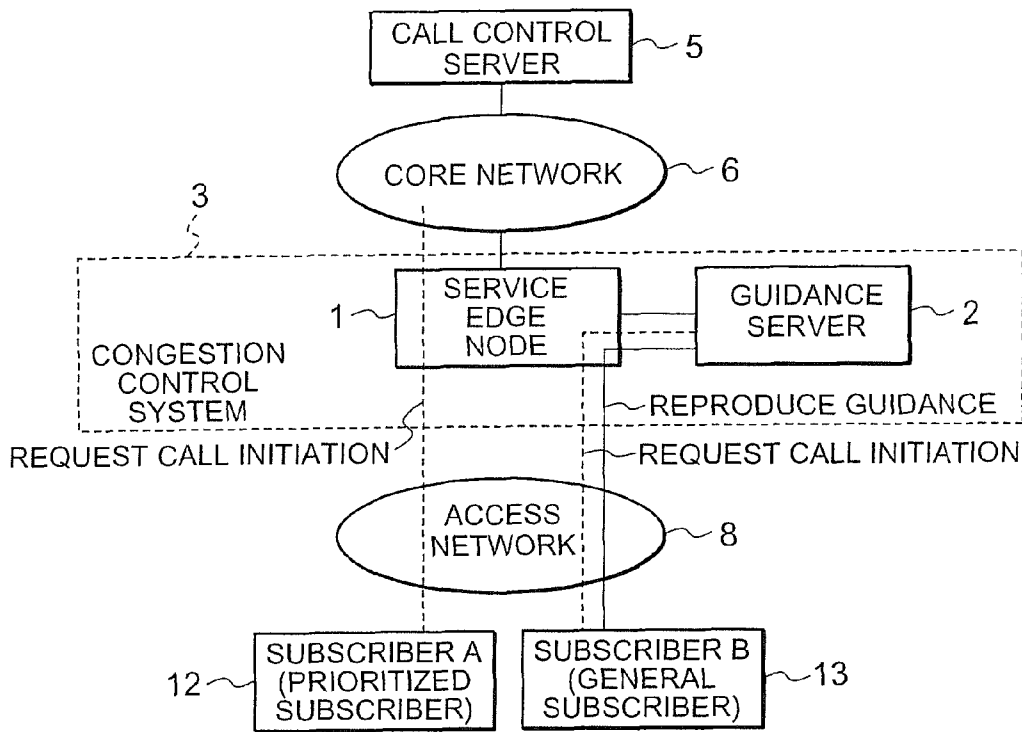 CALL CONTROL
SERVER
5
CORE NETWORK
6
3
1
SERVICE
EDGE
NODE
GUIDANCE
SERVER
2
CONGESTION
CONTROL
SYSTEM
REPRODUCE GUIDANCE
REQUEST CALL INITIATION
REQUEST CALL INITIATION
ACCESS
NETWORK
8
12
SUBSCRIBER A
(PRIORITIZED
SUBSCRIBER)
SUBSCRIBER B
(GENERAL
SUBSCRIBER)
13